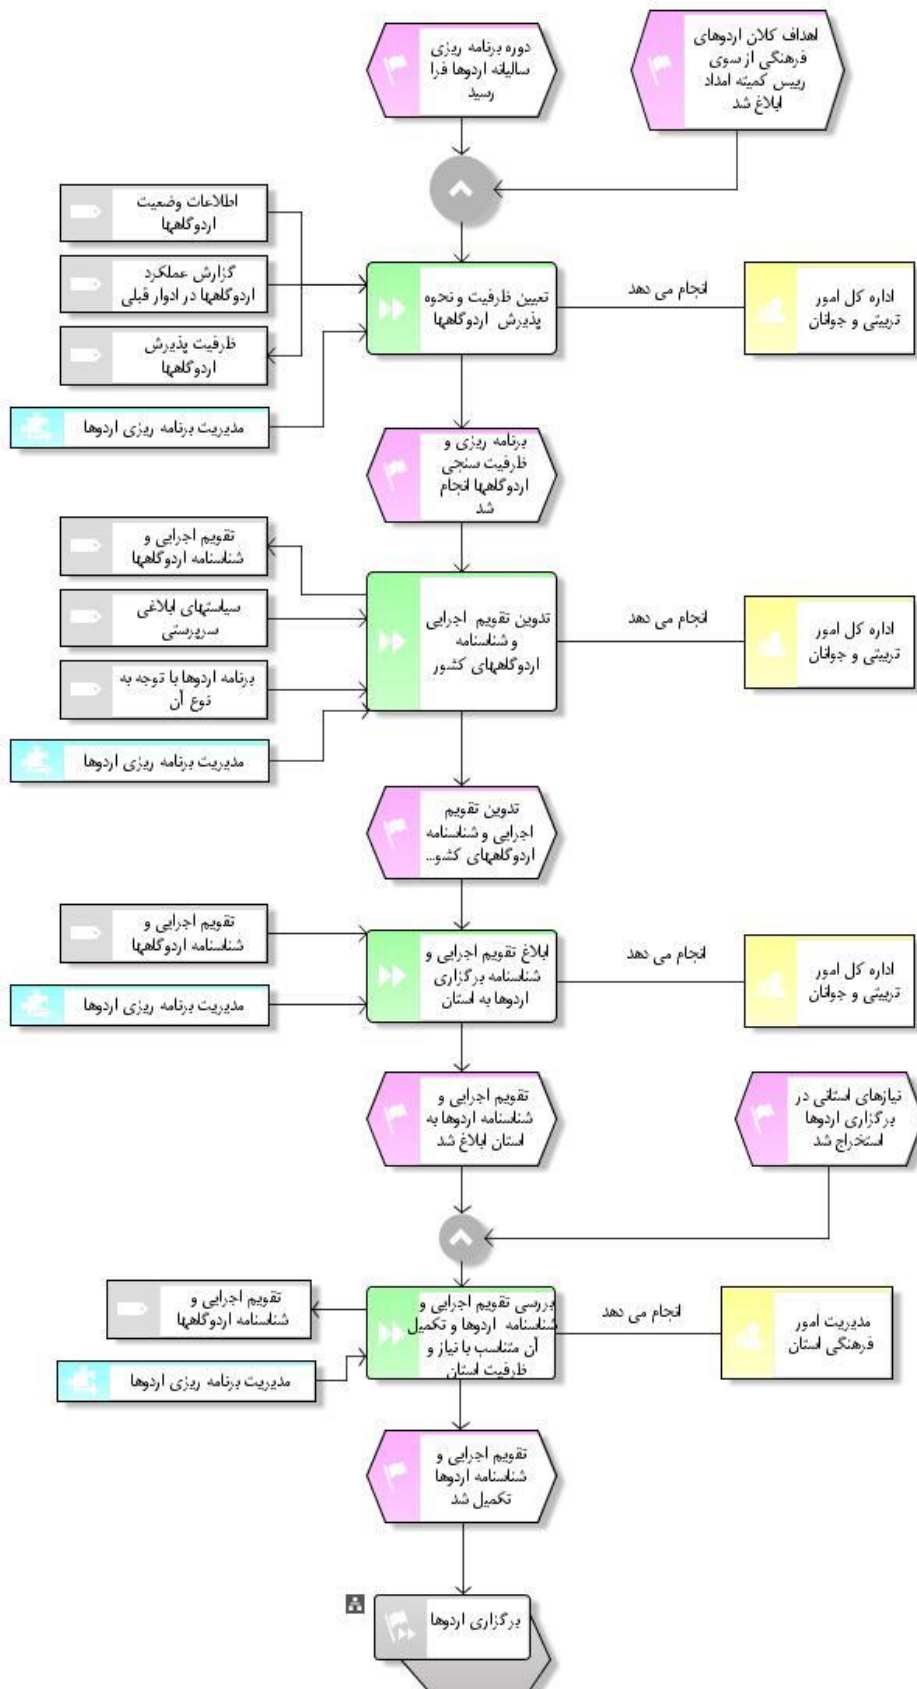 دوره برنامه ریزی
سالیانه اردوها فرا
رسید
اهداف کلان اردوهای
فرهنگی از سوی
رییس کمیته امداد
ابلاغ شد
اطلاعات وضعیت
اردوگاهها
گزارش عملکرد
اردوگاهها در ادوار قبلی
ظرفیت پذیرش
اردوگاهها
مدیریت برنامه ریزی اردوها
تعیین ظرفیت و نحوه
پذیرش اردوگاهها
انجام می دهد
اداره کل امور
تربیتی و جوانان
برنامه ریزی و
ظرفیت سنجی
اردوگاهها انجام
شد
تقویم اجرایی و
شناسنامه اردوگاهها
سیاستهای ابلاغی
سرپرستی
برنامه اردوها با توجه به
نوع آن
مدیریت برنامه ریزی اردوها
تدوین تقویم اجرایی
و شناسنامه
اردوگاههای کشور
انجام می دهد
اداره کل امور
تربیتی و جوانان
تدوین تقویم
اجرایی و شناسنامه
اردوگاههای کشو...
تقویم اجرایی و
شناسنامه اردوگاهها
مدیریت برنامه ریزی اردوها
ابلاغ تقویم اجرایی و
شناسنامه برگزاری
اردوها به استان
انجام می دهد
اداره کل امور
تربیتی و جوانان
تقویم اجرایی و
شناسنامه اردوها به
استان ابلاغ شد
نیازهای استانی در
برگزاری اردوها
استخراج شد
تقویم اجرایی و
شناسنامه اردوگاهها
مدیریت برنامه ریزی اردوها
بررسی تقویم اجرایی و
شناسنامه اردوها و تکمیل
آن متناسب با نیاز و
ظرفیت استان
انجام می دهد
مدیریت امور
فرهنگی استان
تقویم اجرایی و
شناسنامه اردوها
تکمیل شد
برگزاری اردوها